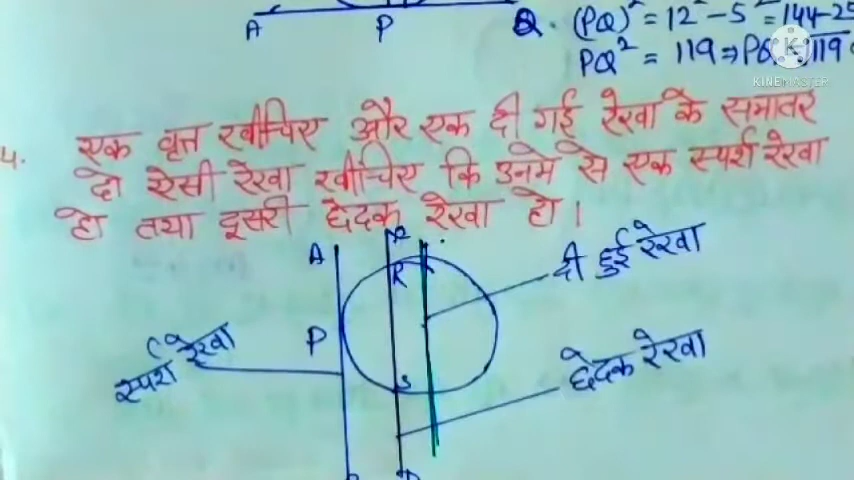 A P Q. (PQ)² = 12² - 5² = 144-25
PQ² = 119 ⇒ PQ 119
KINEMASTER
4. एक वृत्त खींचिए और एक दी गई रेखा के समांतर
दो ऐसी रेखा खींचिए कि उनमे से एक स्पर्श रेखा
हो तथा दूसरी छेदक रेखा हो।
A R दी हुई रेखा
P
स्पर्श रेखा
S छेदक रेखा